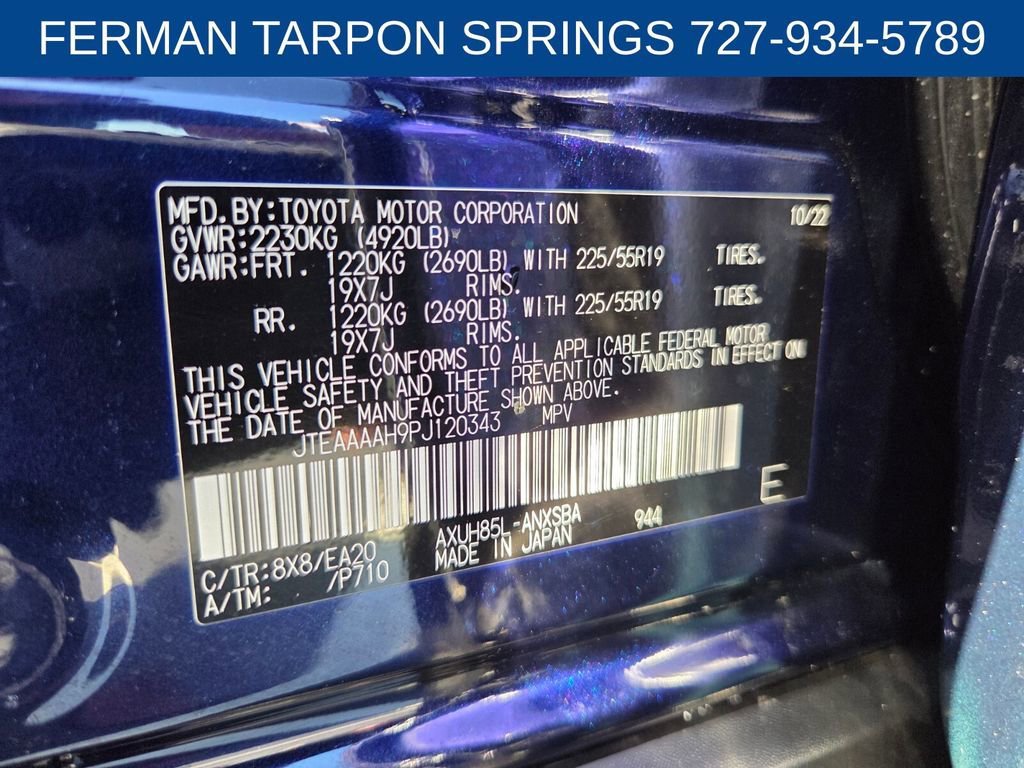 FERMAN TARPON SPRINGS 727-934-5789
MFD.BY:TOYOTA MOTOR CORPORATION 10/22
GVWR:2230KG (4920LB)
GAWR:FRT. 1220KG (2690LB) WITH 225/55R19 TIRES.
19X7J RIMS.
RR. 1220KG (2690LB) WITH 225/55R19 TIRES.
19X7J RIMS.
THIS VEHICLE CONFORMS TO ALL APPLICABLE FEDERAL MOTOR
VEHICLE SAFETY AND THEFT PREVENTION STANDARDS IN EFFECT ON
THE DATE OF MANUFACTURE SHOWN ABOVE.
JTEAAAAH9PJ120343 MPV
E
C/TR:8X8/EA20 AXUH85L-ANXSBA 944
A/TM: /P710 MADE IN JAPAN